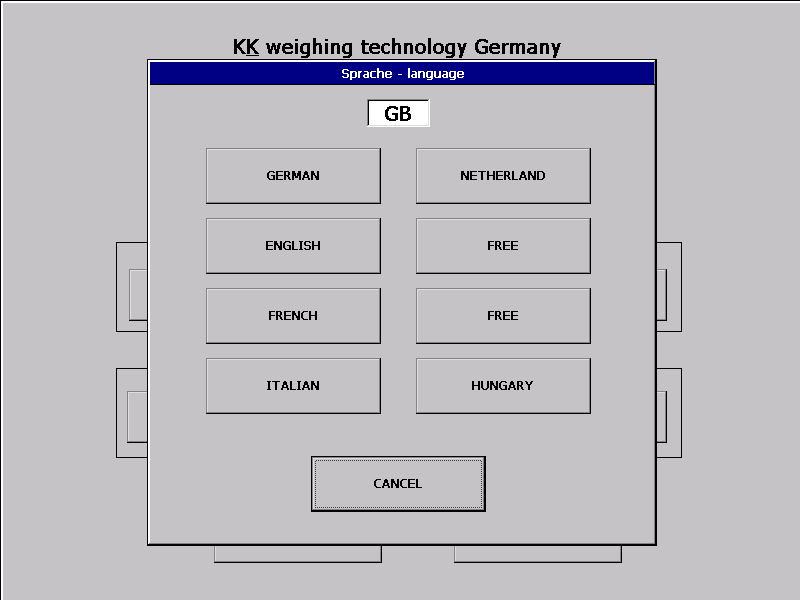 KK weighing technology Germany
Sprache - language
GB
GERMAN
NETHERLAND
ENGLISH
FREE
FRENCH
FREE
ITALIAN
HUNGARY
CANCEL